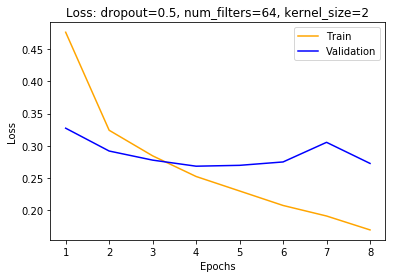 Loss: dropout=0.5, num_filters=64, kernel_size=2
Train
Validation
0.45
0.40
0.35
0.30
0.25
0.20
Loss
1 2 3 4 5 6 7 8
Epochs